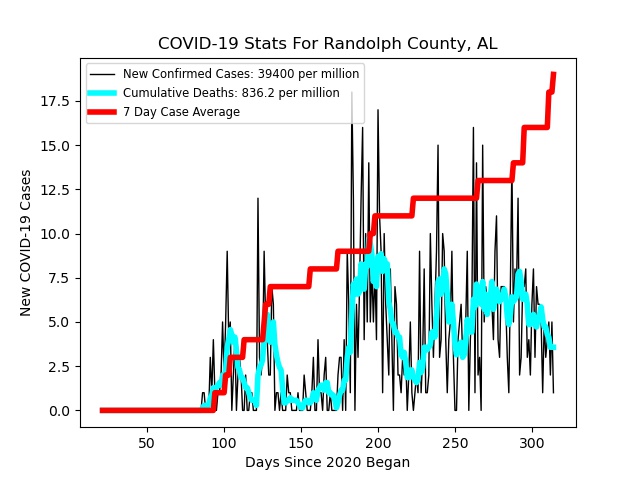 COVID-19 Stats For Randolph County, AL
New Confirmed Cases: 39400 per million
Cumulative Deaths: 836.2 per million
7 Day Case Average
17.5
15.0
12.5
10.0
7.5
5.0
2.5
0.0
New COVID-19 Cases
50 100 150 200 250 300
Days Since 2020 Began